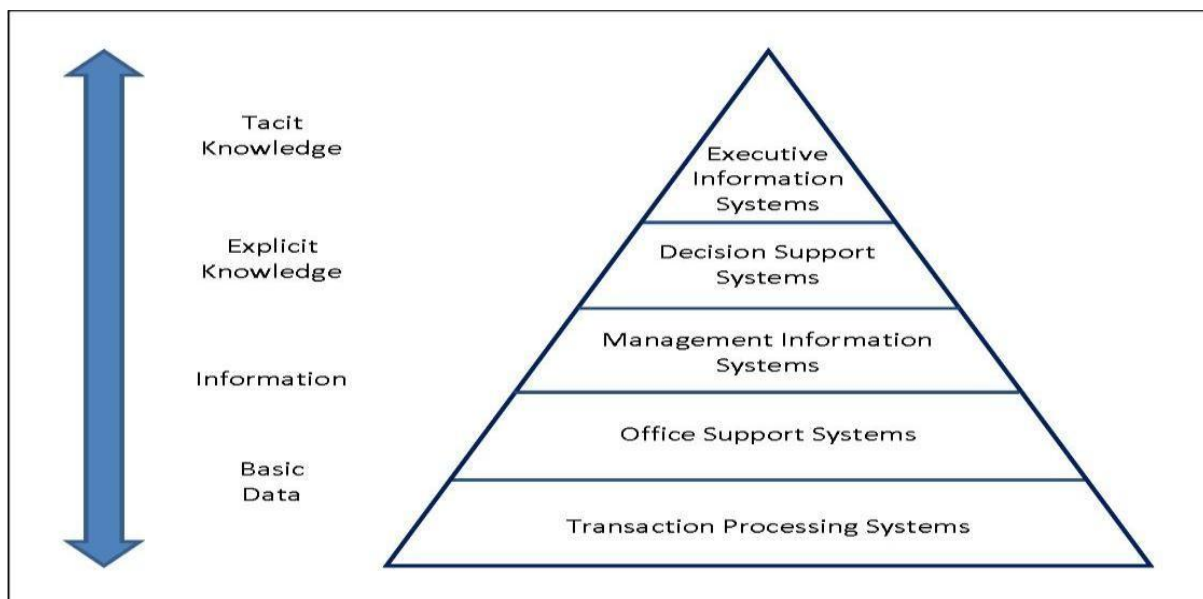 Tacit
Knowledge
Explicit
Knowledge
Information
Basic
Data
Executive
Information
Systems
Decision Support
Systems
Management Information
Systems
Office Support Systems
Transaction Processing Systems